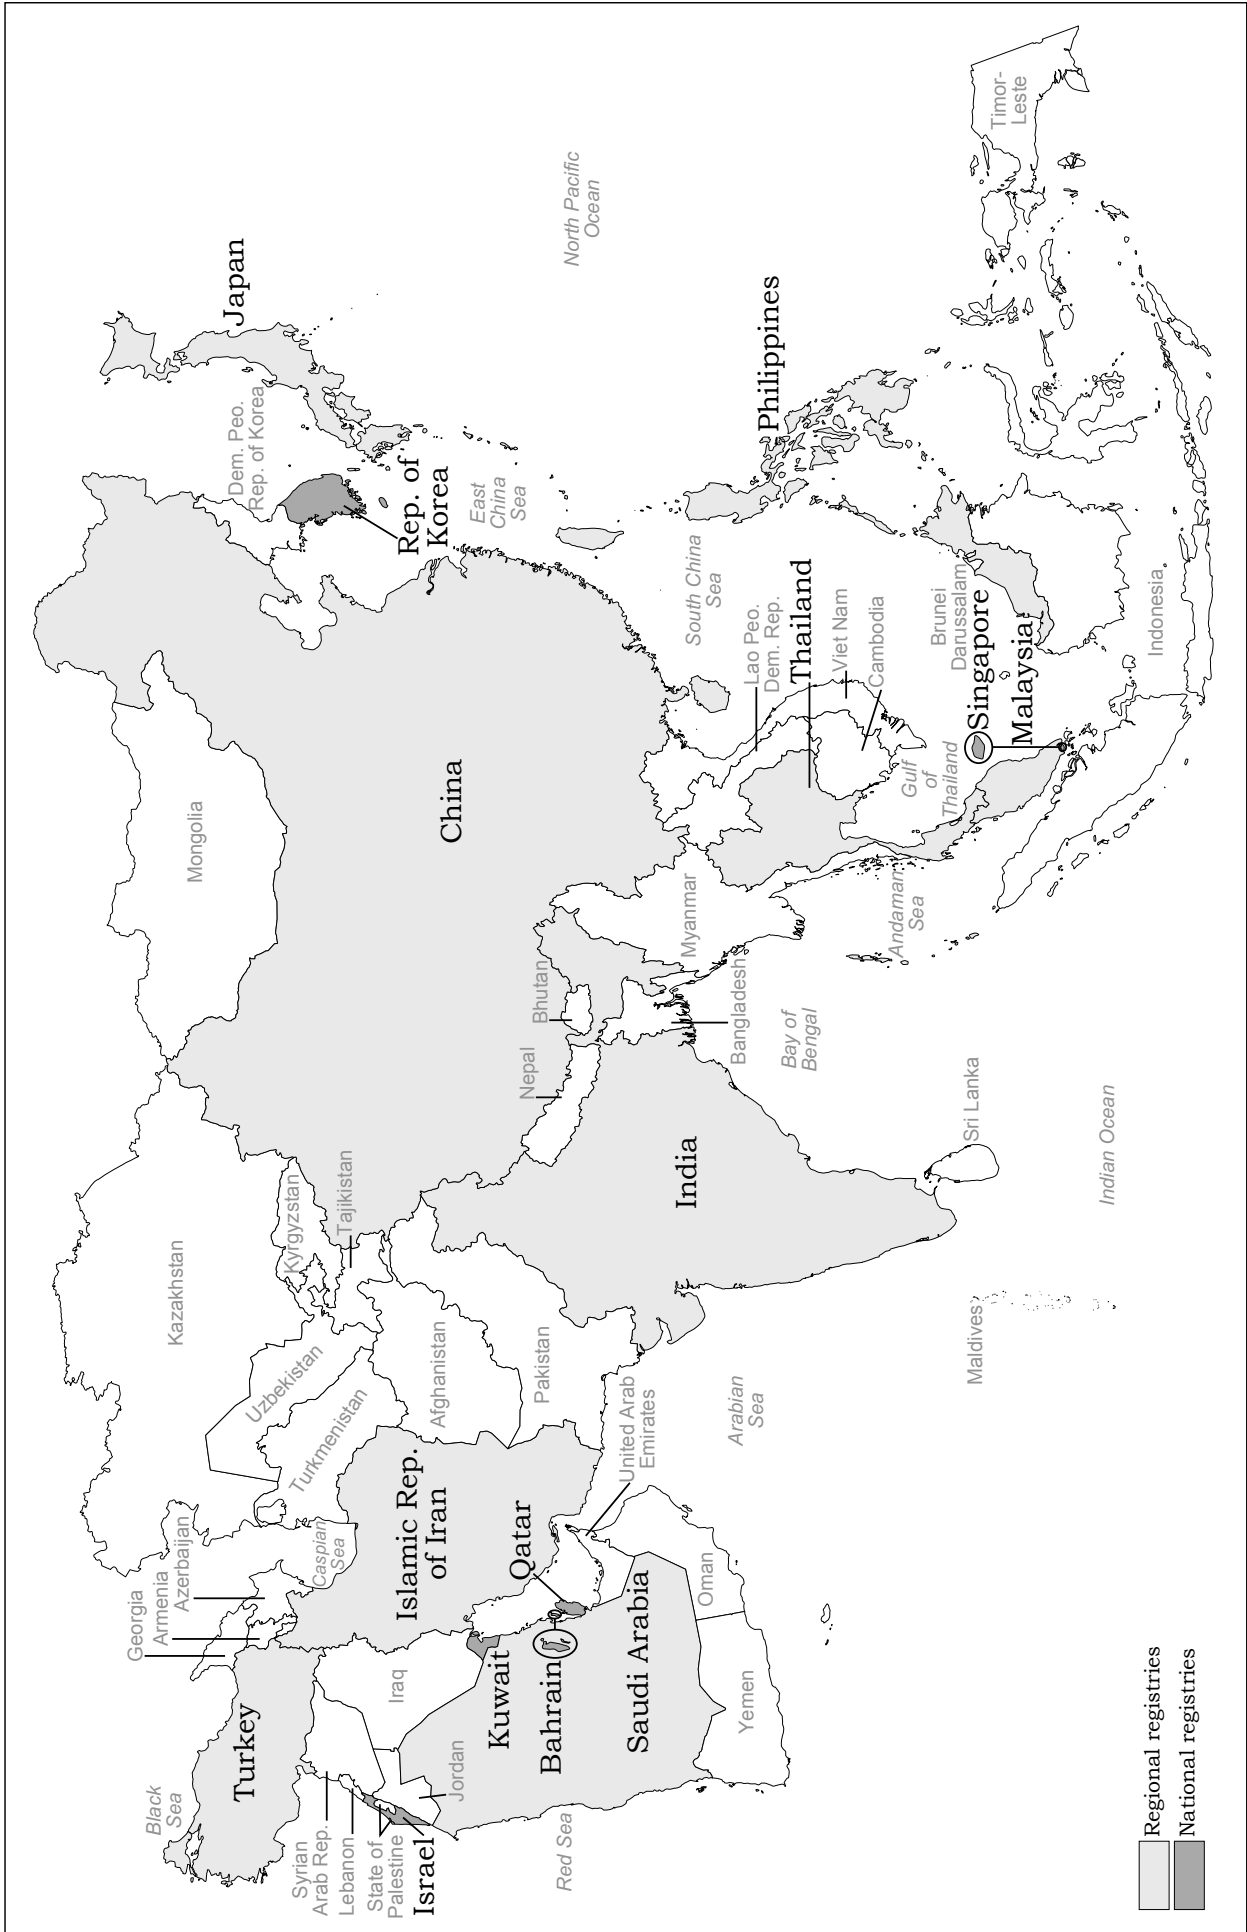 Georgia
Armenia
Azerbaijan
Kazakhstan
Mongolia
Black
Sea
Turkey
Caspian
Sea
Uzbekistan
Turkmenistan
Kyrgyzstan
Tajikistan
Japan
Dem. Peo.
Rep. of Korea
Rep. of
Korea
Syrian
Arab Rep.
Lebanon
State of
Palestine
Israel
Jordan
Iraq
Islamic Rep.
of Iran
Afghanistan
Pakistan
China
East
China
Sea
North Pacific
Ocean
Kuwait
Bahrain
Qatar
Red Sea
Saudi Arabia
United Arab
Emirates
Nepal
Bhutan
India
Bangladesh
Myanmar
Oman
Yemen
Arabian
Sea
Bay of
Bengal
Lao Peo.
Dem. Rep.
Thailand
Viet Nam
Cambodia
South China
Sea
Philippines
Andaman
Sea
Gulf
of
Thailand
Maldives
Sri Lanka
Brunei
Darussalam
Singapore
Malaysia
Timor-
Leste
Indian Ocean
Indonesia
Regional registries
National registries